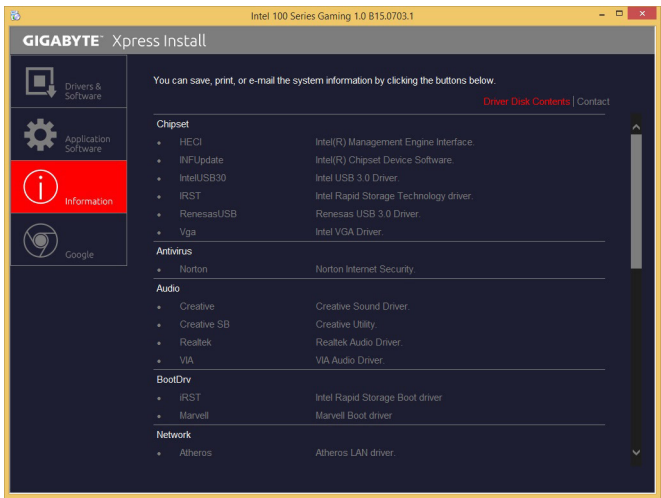 Intel 100 Series Gaming 1.0 B15.0703.1
GIGABYTE™ Xpress Install
Drivers & Software
Application Software
Information
Google
You can save, print, or e-mail the system information by clicking the buttons below.
Driver Disk Contents | Contact
Chipset
• HECI Intel(R) Management Engine Interface.
• INFUpdate Intel(R) Chipset Device Software.
• IntelUSB30 Intel USB 3.0 Driver.
• IRST Intel Rapid Storage Technology driver.
• RenesasUSB Renesas USB 3.0 Driver.
• Vga Intel VGA Driver.
Antivirus
• Norton Norton Internet Security.
Audio
• Creative Creative Sound Driver.
• Creative SB Creative Utility.
• Realtek Realtek Audio Driver.
• VIA VIA Audio Driver.
BootDrv
• iRST Intel Rapid Storage Boot driver
• Marvell Marvell Boot driver
Network
• Atheros Atheros LAN driver.